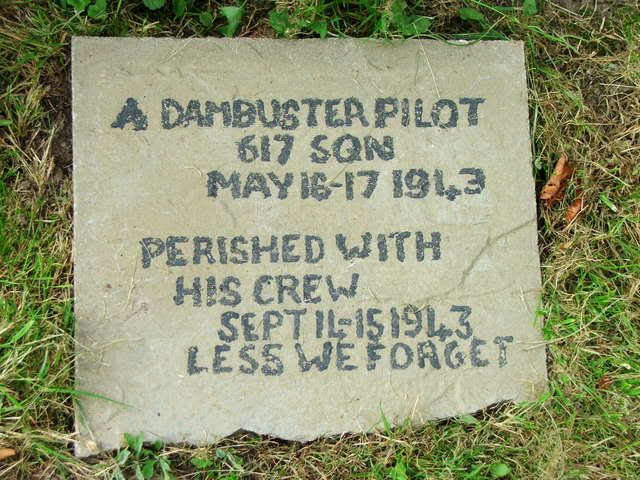 A DAMBUSTER PILOT
617 SQN
MAY 16-17 1943
PERISHED WITH
HIS CREW
SEPT 14-15 1943
LESS WE FORGET